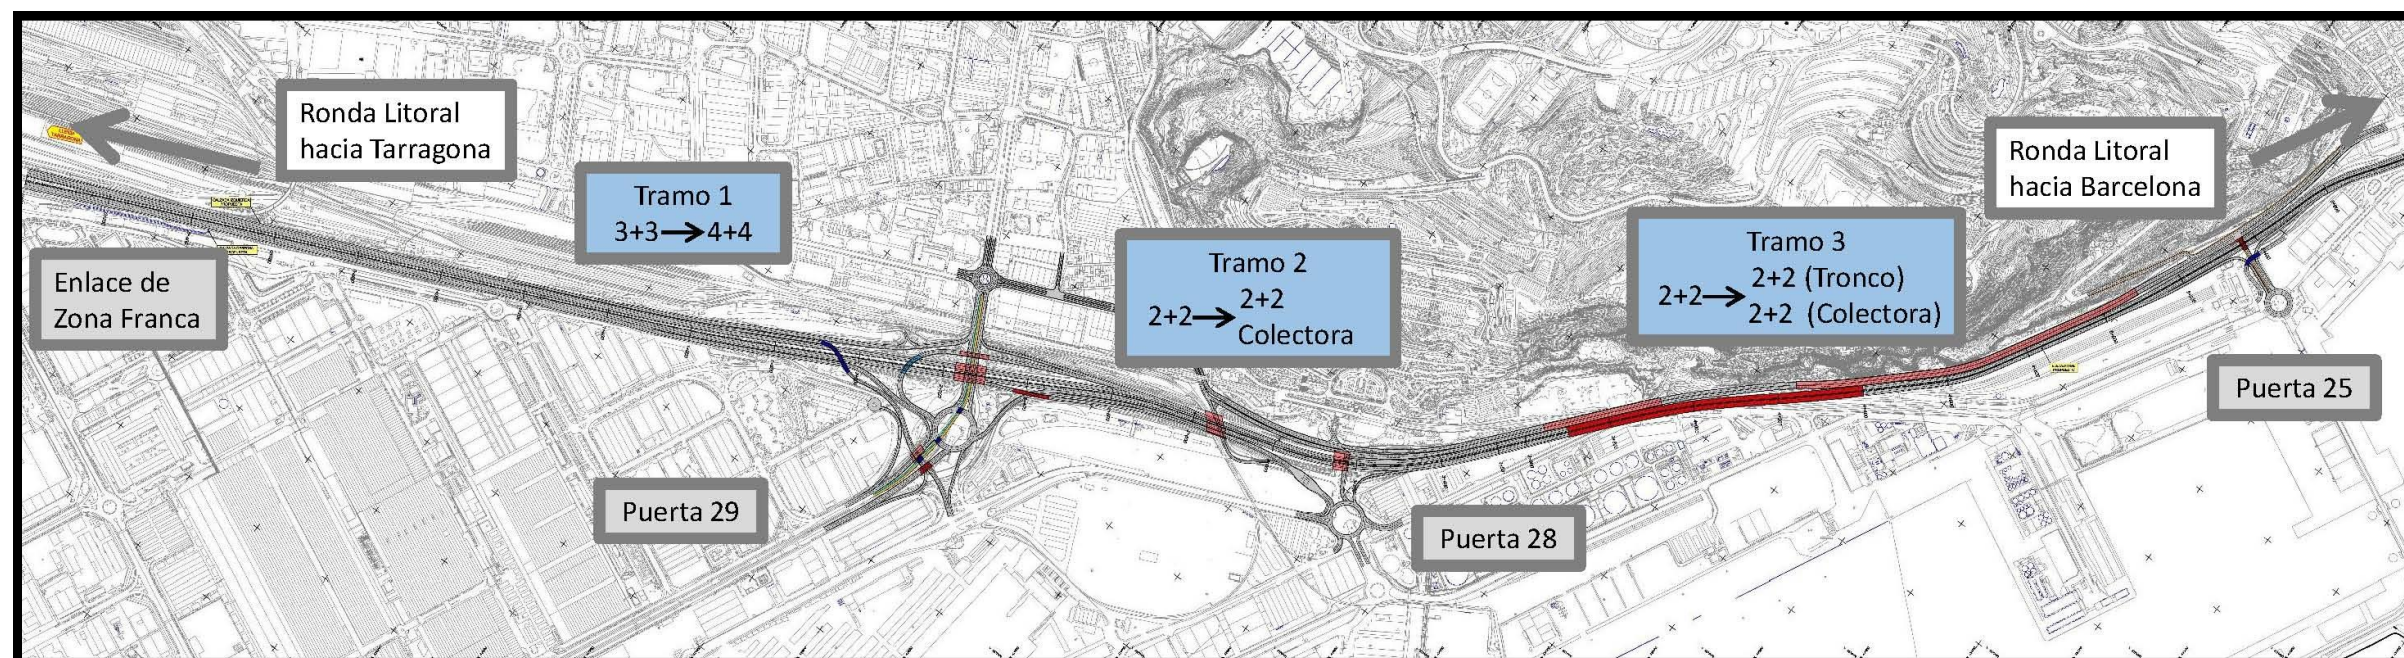 Ronda Litoral
hacia Tarragona
Tramo 1
3+3→4+4
Enlace de
Zona Franca
Puerta 29
Tramo 2
2+2→2+2
Colectora
Puerta 28
Tramo 3
2+2→2+2 (Tronco)
2+2 (Colectora)
Ronda Litoral
hacia Barcelona
Puerta 25